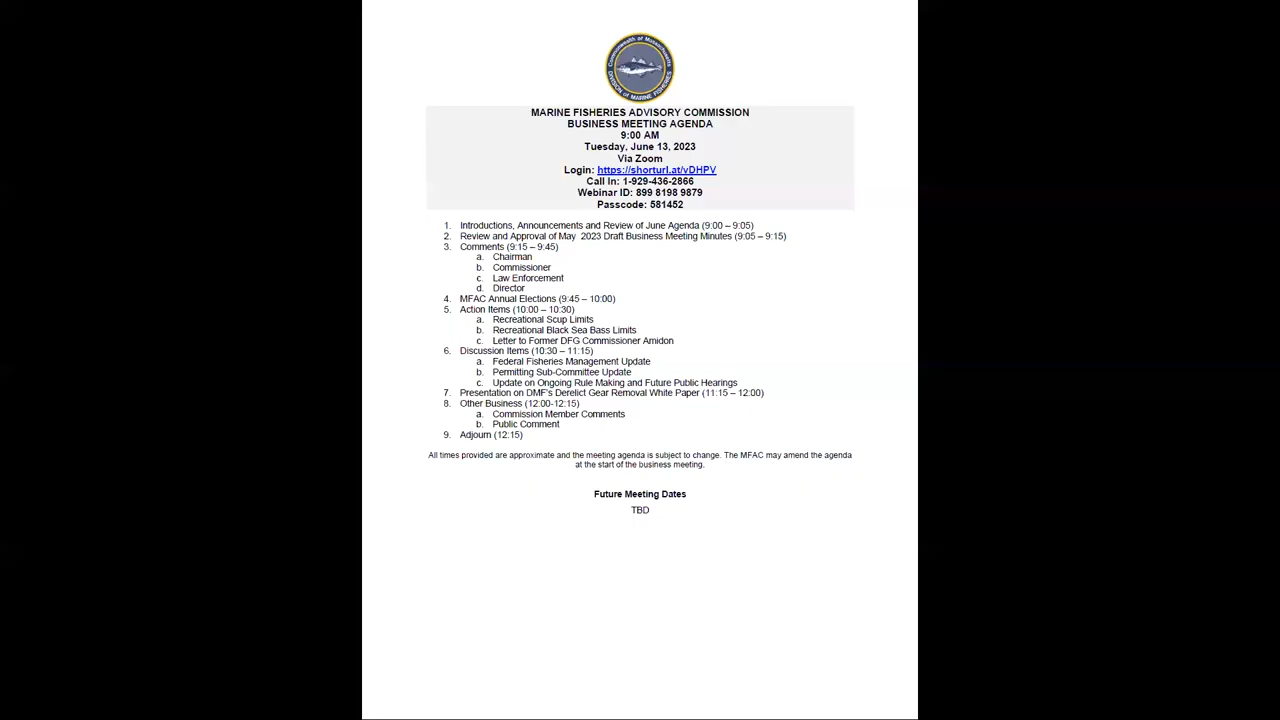 Commonwealth of Massachusetts
DIVISION of MARINE FISHERIES
MARINE FISHERIES ADVISORY COMMISSION
BUSINESS MEETING AGENDA
9:00 AM
Tuesday, June 13, 2023
Via Zoom
Login: https://shorturl.at/vDHPV
Call In: 1-929-436-2866
Webinar ID: 899 8198 9879
Passcode: 581452
1. Introductions, Announcements and Review of June Agenda (9:00 – 9:05)
2. Review and Approval of May 2023 Draft Business Meeting Minutes (9:05 – 9:15)
3. Comments (9:15 – 9:45)
a. Chairman
b. Commissioner
c. Law Enforcement
d. Director
4. MFAC Annual Elections (9:45 – 10:00)
5. Action Items (10:00 – 10:30)
a. Recreational Scup Limits
b. Recreational Black Sea Bass Limits
c. Letter to Former DFG Commissioner Amidon
6. Discussion Items (10:30 – 11:15)
a. Federal Fisheries Management Update
b. Permitting Sub-Committee Update
c. Update on Ongoing Rule Making and Future Public Hearings
7. Presentation on DMF's Derelict Gear Removal White Paper (11:15 – 12:00)
8. Other Business (12:00-12:15)
a. Commission Member Comments
b. Public Comment
9. Adjourn (12:15)
All times provided are approximate and the meeting agenda is subject to change. The MFAC may amend the agenda
at the start of the business meeting.
Future Meeting Dates
TBD